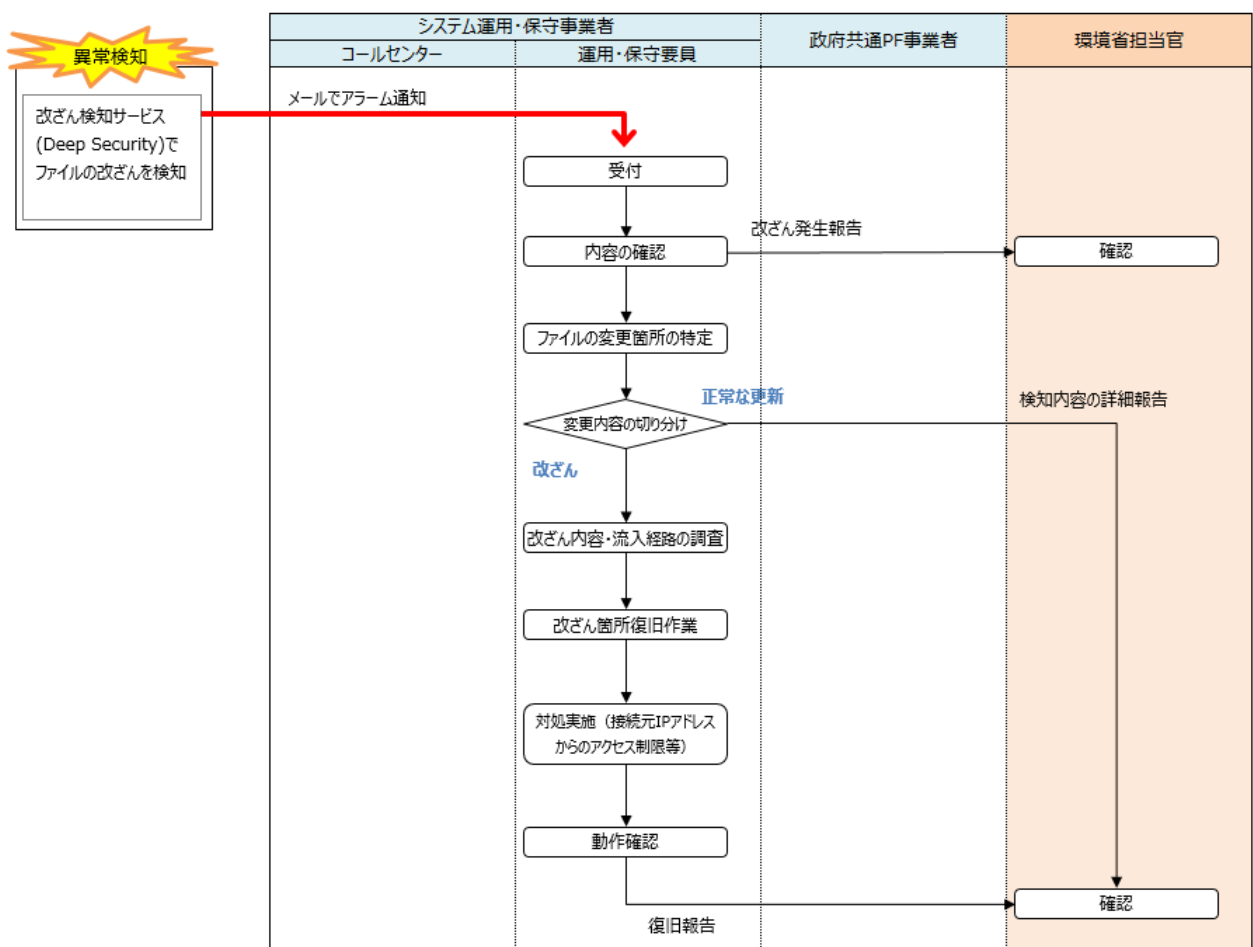 異常検知
改ざん検知サービス
(Deep Security)で
ファイルの改ざんを検知
システム運用・保守事業者
コールセンター
運用・保守要員
政府共通PF事業者
環境省担当官
メールでアラーム通知
受付
改ざん発生報告
内容の確認
確認
ファイルの変更箇所の特定
正常な更新
検知内容の詳細報告
変更内容の切り分け
改ざん
改ざん内容・流入経路の調査
改ざん箇所復旧作業
対処実施（接続元IPアドレス
からのアクセス制限等）
動作確認
確認
復旧報告